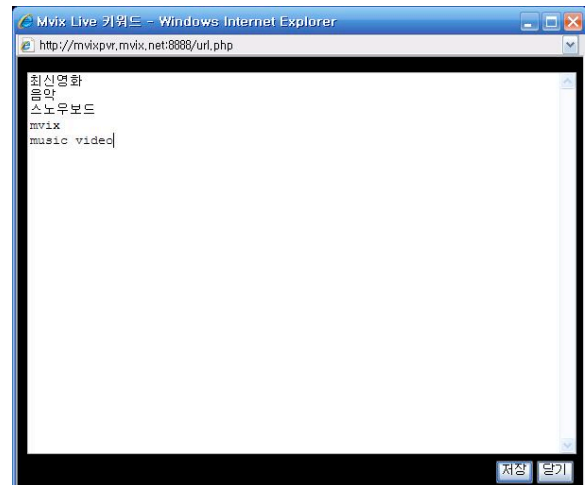 Mvix Live 키워드 - Windows Internet Explorer
http://mvixpvr.mvix.net:8888/url.php
최신영화
음악
스노우보드
mvix
music video
저장 닫기